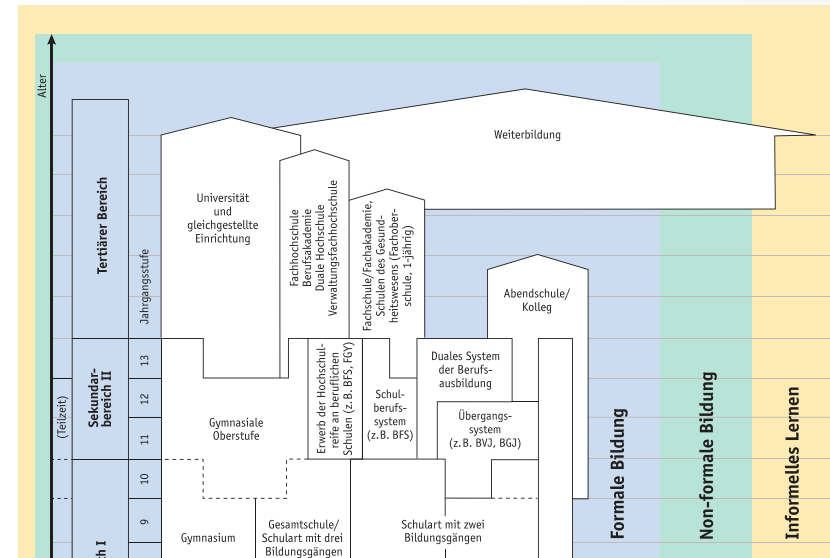 Alter
Weiterbildung
Tertiärer Bereich
Jahrgangsstufe
Universität
und
gleichgestellte
Einrichtung
Fachhochschule
Berufsakademie
Duale Hochschule
Verwaltungsfachhochschule
Fachschule/Fachakademie,
Schulen des Gesund-
heitswesens (Fachober-
schule, 1-jährig)
Abendschule/
Kolleg
(Teilzeit)
Sekundar-
bereich II
13
12
11
10
9
Gymnasiale
Oberstufe
Erwerb der Hochschul-
reife an beruflichen
Schulen (z.B. BFS, FGY)
Schul-
berufs-
system
(z.B. BFS)
Duales System
der Berufs-
ausbildung
Übergangs-
system
(z.B. BVJ, BGJ)
Formale Bildung
Non-formale Bildung
Informelles Lernen
Gymnasium
Gesamtschule/
Schulart mit drei
Bildungsgängen
Schulart mit zwei
Bildungsgängen
h I